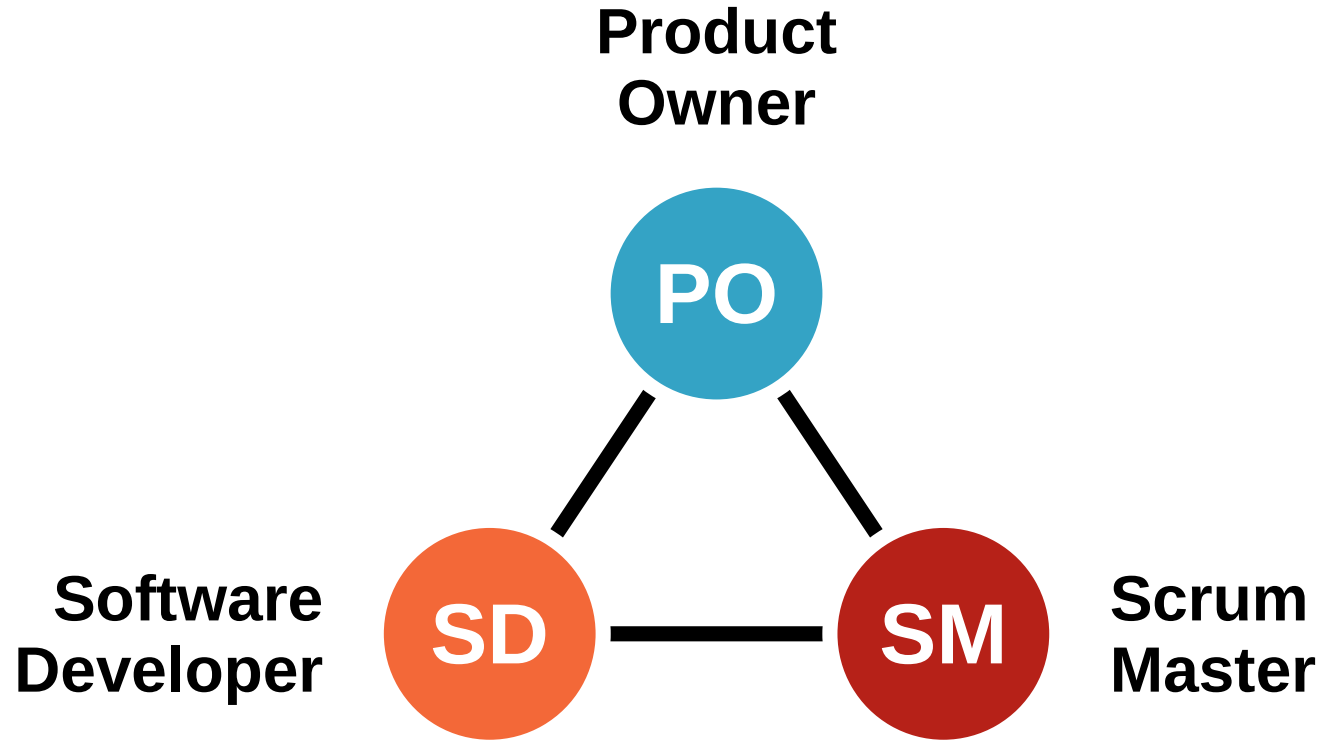 Product
Owner
PO
Software
Developer
SD
SM
Scrum
Master